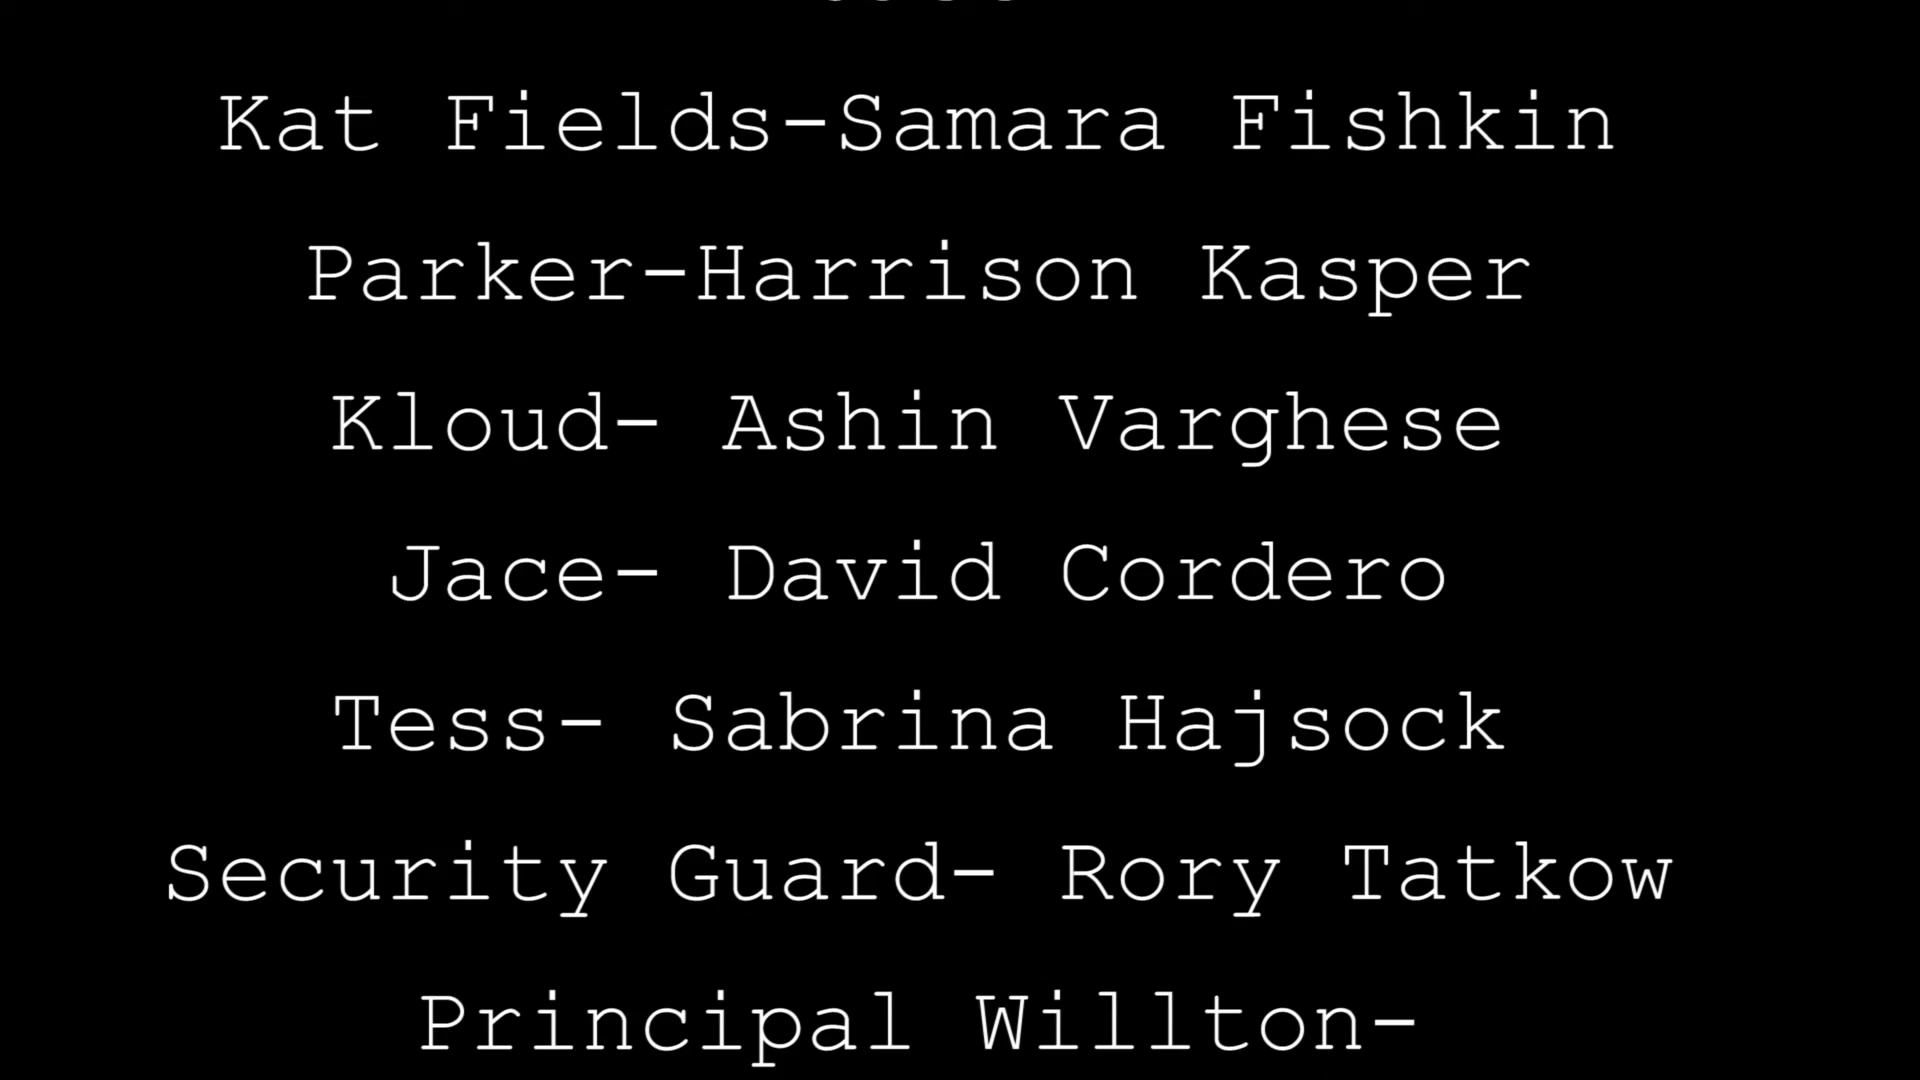 Kat Fields-Samara Fishkin
Parker-Harrison Kasper
Kloud- Ashin Varghese
Jace- David Cordero
Tess- Sabrina Hajsock
Security Guard- Rory Tatkow
Principal Willton-